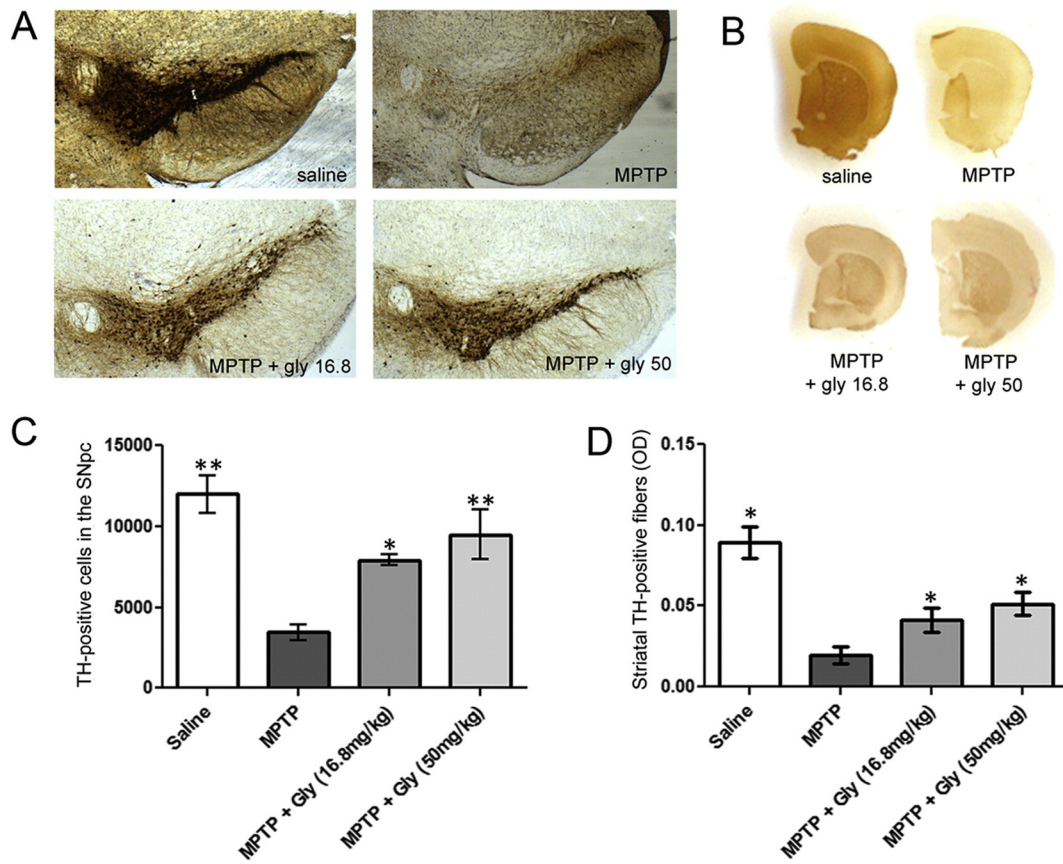 A
saline
MPTP
MPTP + gly 16.8
MPTP + gly 50
B
saline
MPTP
MPTP
+ gly 16.8
MPTP
+ gly 50
C
TH-positive cells in the SNpc
15000
10000
5000
0
**
*
**
Saline
MPTP
MPTP + Gly (16.8mg/kg)
MPTP + Gly (50mg/kg)
D
Striatal TH-positive fibers (OD)
0.15
0.10
0.05
0.00
*
*
*
Saline
MPTP
MPTP + Gly (16.8mg/kg)
MPTP + Gly (50mg/kg)